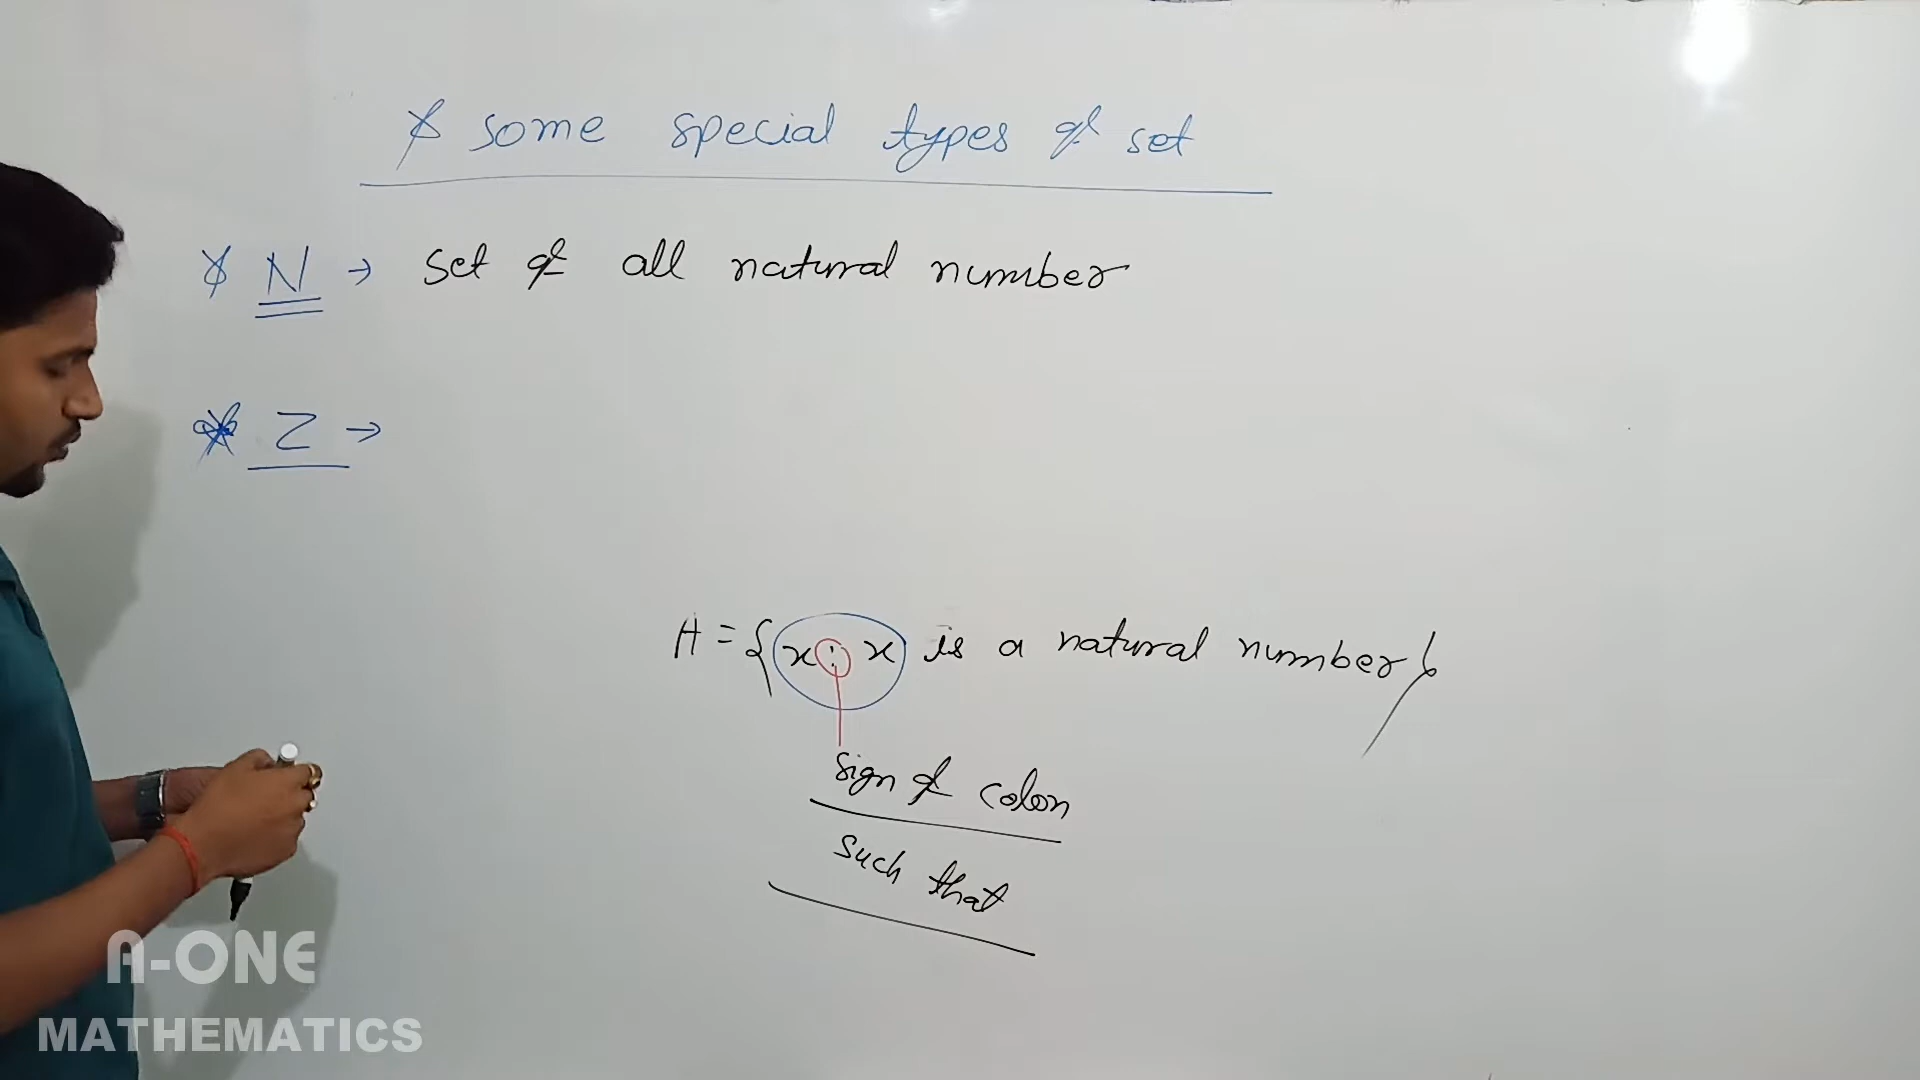 * some special types of set
* N → set of all natural number
* Z →
A = {x : x is a natural number}
sign of colon
such that
A-ONE
MATHEMATICS